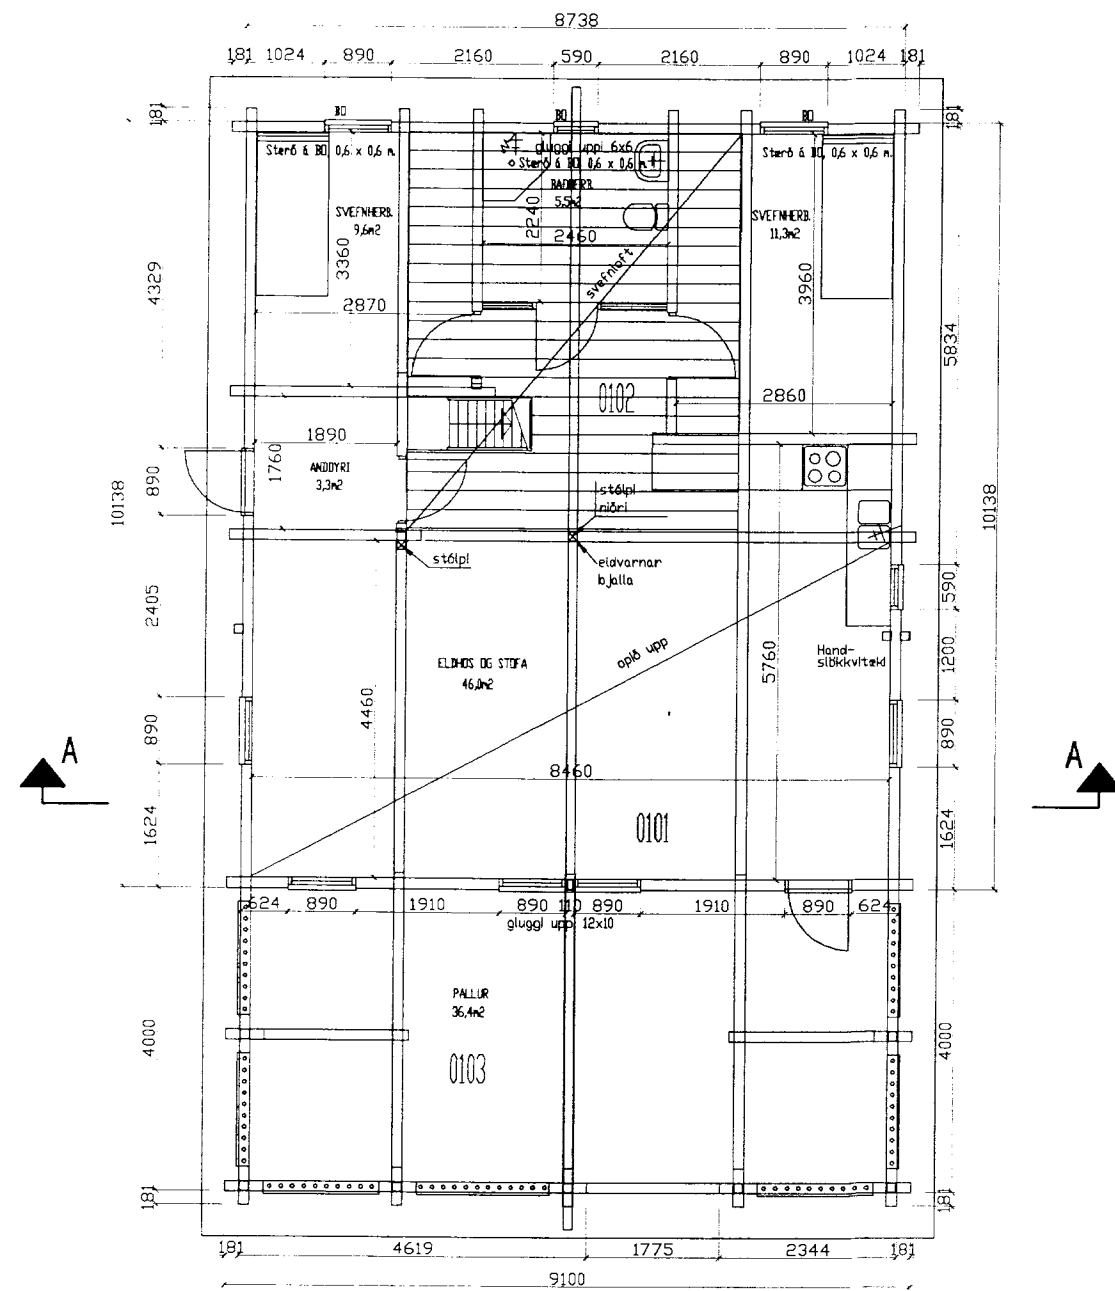 8738
181 1024 890 2160 590 2160 890 1024 181
181 BO BO BO 181
Stærð á BO, 0,6 x 0,6 m. gluggi uppi 6x6 Stærð á BO, 0,6 x 0,6 m.
Stærð á BO, 0,6 x 0,6 m.
BAÐHERB.
5,5m2
SVEFNHERB.
9,6m2
SVEFNHERB.
11,3m2
2240
2460
3360
svefnloft
3960
4329
2870
5834
0102
2860
1890
1760
ANDDYRI
3,3m2
890
10138
10138
stólpi
niðri
stólpi
eldvarnar
bjalla
590
2405
opið upp
Hand-
slökkvitæki
1200
ELDHÚS OG STOFA
46,0m2
5760
4460
890
890
A
A
8460
1624
0101
1624
624 890 1910 890 110 890 1910 890 624
gluggi uppi 12x10
PALLUR
36,4m2
4000
4000
0103
181
181
181 4619 1775 2344 181
9100